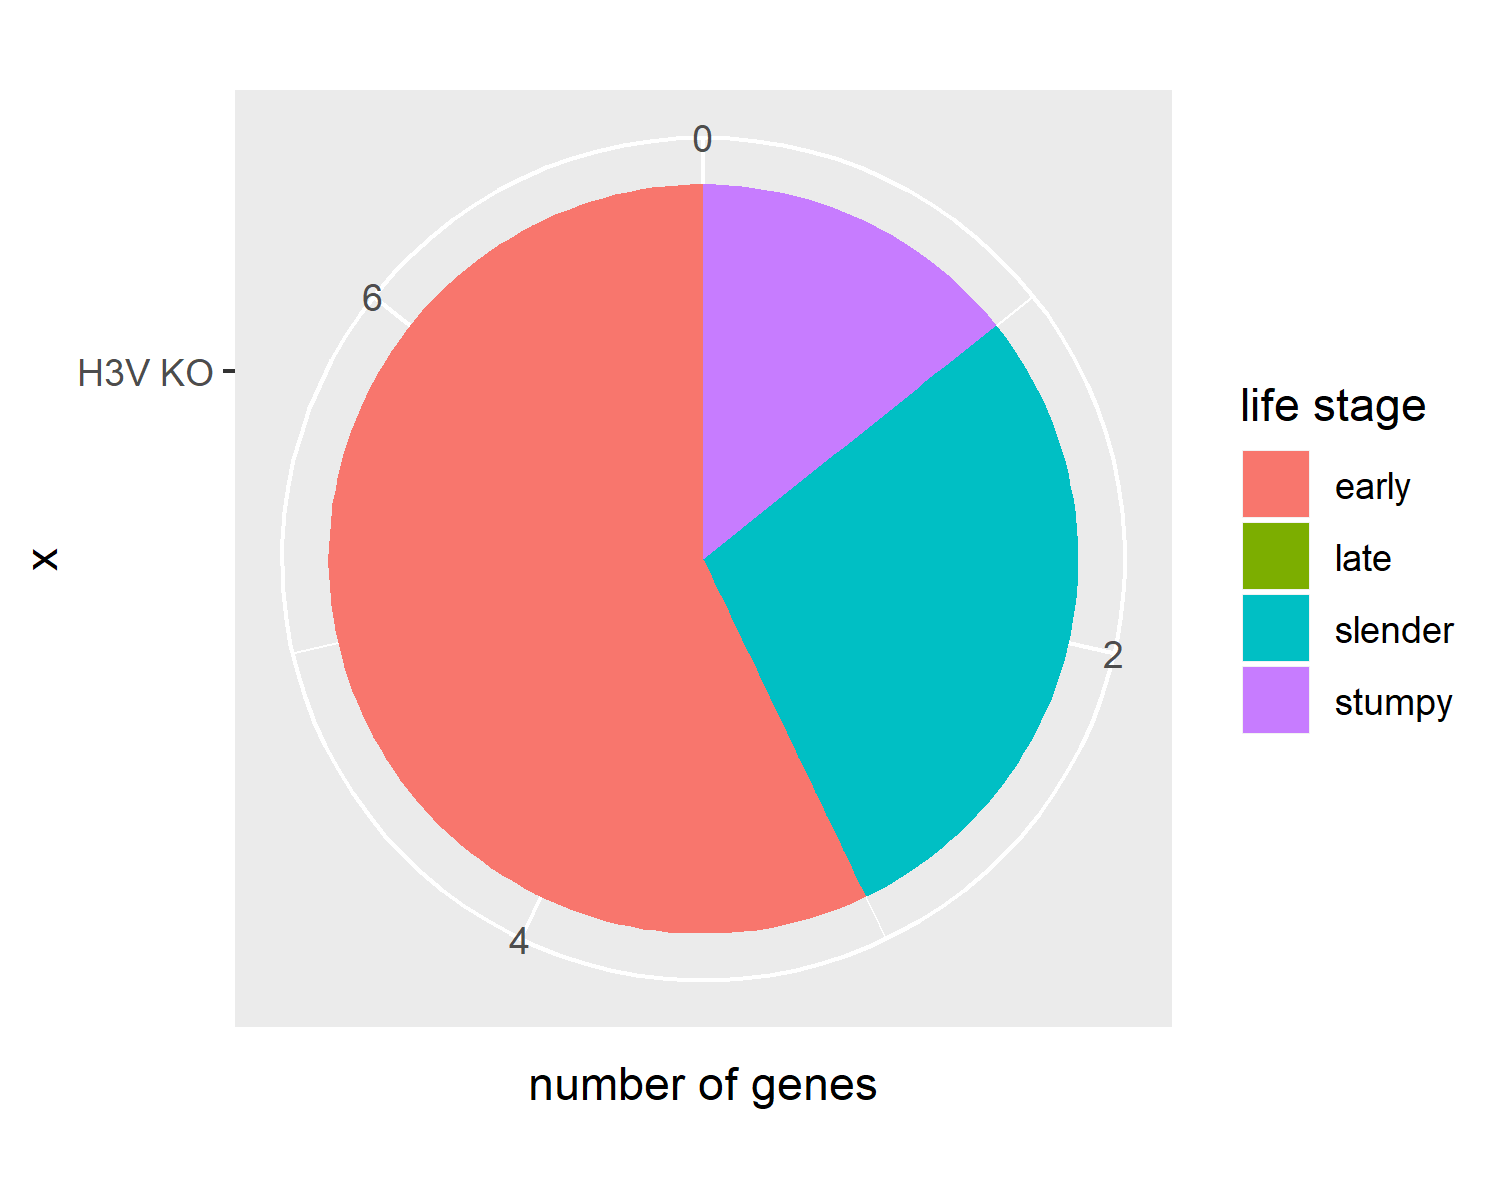 0
6
H3V KO
x
2
4
number of genes
life stage
early
late
slender
stumpy